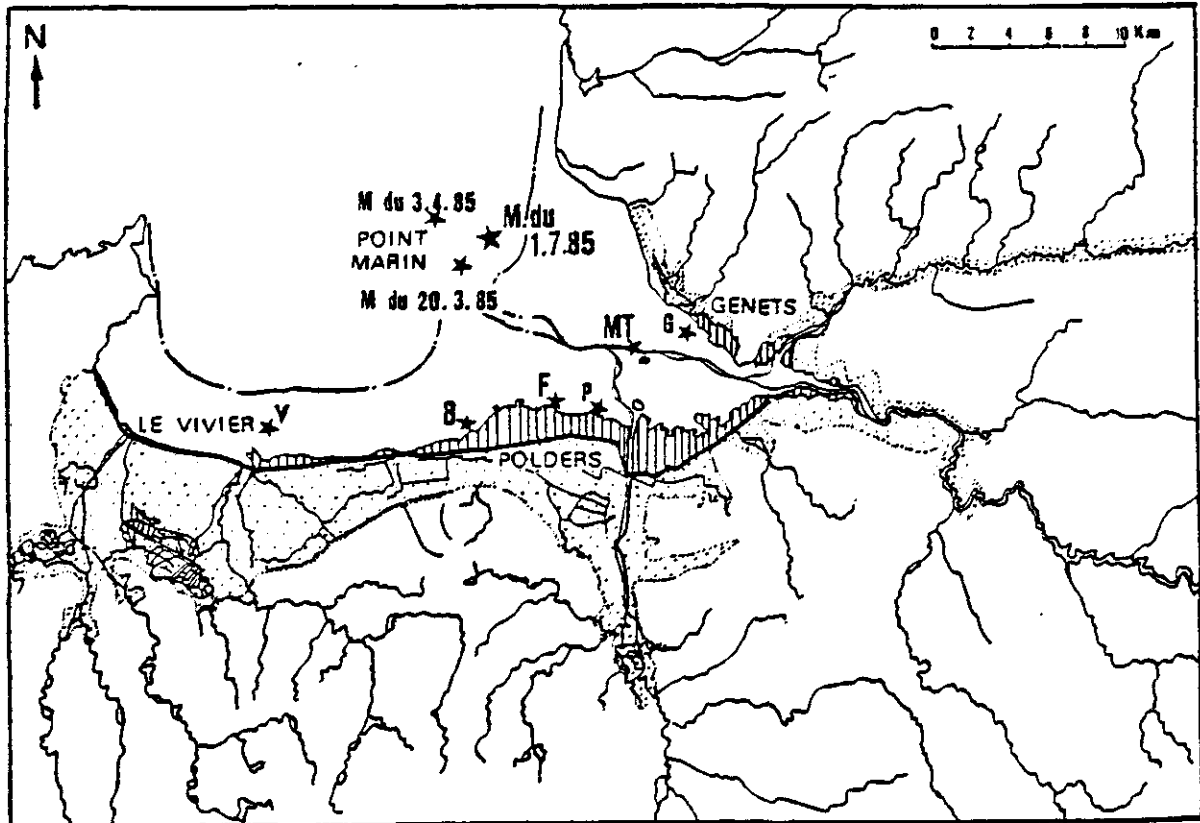 N
0 2 4 6 8 10 Km
M du 3.4.85
POINT
MARIN
M du
1.7.85
M du 20.3.85
GENETS
G
MT
F
P
B
LE VIVIER
V
POLDERS